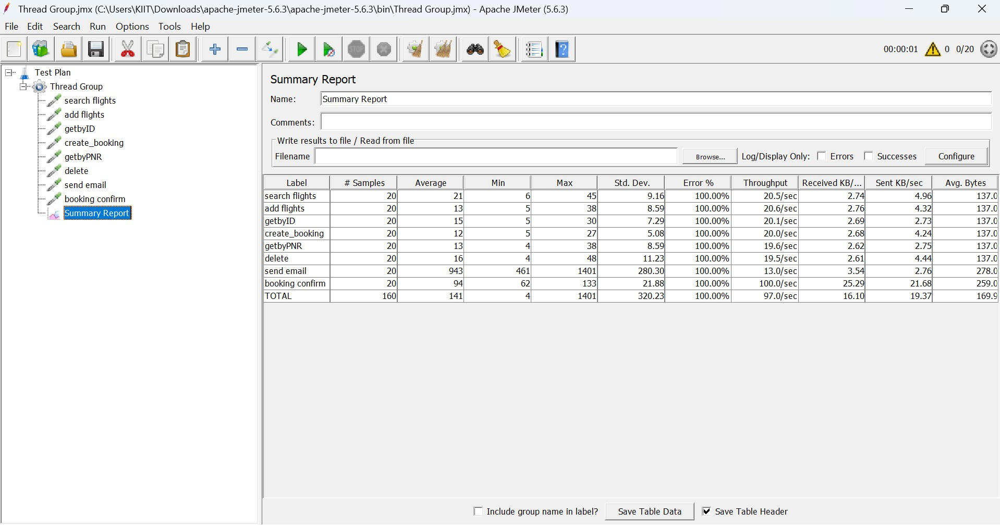 Thread Group.jmx (C:\Users\KIIT\Downloads\apache-jmeter-5.6.3\apache-jmeter-5.6.3\bin\Thread Group.jmx) - Apache JMeter (5.6.3)
File Edit Search Run Options Tools Help
STOP ? 00:00:01 0 0/20
Test Plan
Thread Group
search flights
add flights
getbyID
create_booking
getbyPNR
delete
send email
booking confirm
Summary Report
Summary Report
Name: Summary Report
Comments:
Write results to file / Read from file
Filename Browse... Log/Display Only: Errors Successes Configure
Label # Samples Average Min Max Std. Dev. Error % Throughput Received KB/... Sent KB/sec Avg. Bytes
search flights 20 21 6 45 9.16 100.00% 20.5/sec 2.74 4.96 137.0
add flights 20 13 5 38 8.59 100.00% 20.6/sec 2.76 4.32 137.0
getbyID 20 15 5 30 7.29 100.00% 20.1/sec 2.69 2.73 137.0
create_booking 20 12 5 27 5.08 100.00% 20.0/sec 2.68 4.24 137.0
getbyPNR 20 13 4 38 8.59 100.00% 19.6/sec 2.62 2.75 137.0
delete 20 16 4 48 11.23 100.00% 19.5/sec 2.61 4.44 137.0
send email 20 943 461 1401 280.30 100.00% 13.0/sec 3.54 2.76 278.0
booking confirm 20 94 62 133 21.88 100.00% 100.0/sec 25.29 21.68 259.0
TOTAL 160 141 4 1401 320.23 100.00% 97.0/sec 16.10 19.37 169.9
Include group name in label? Save Table Data Save Table Header